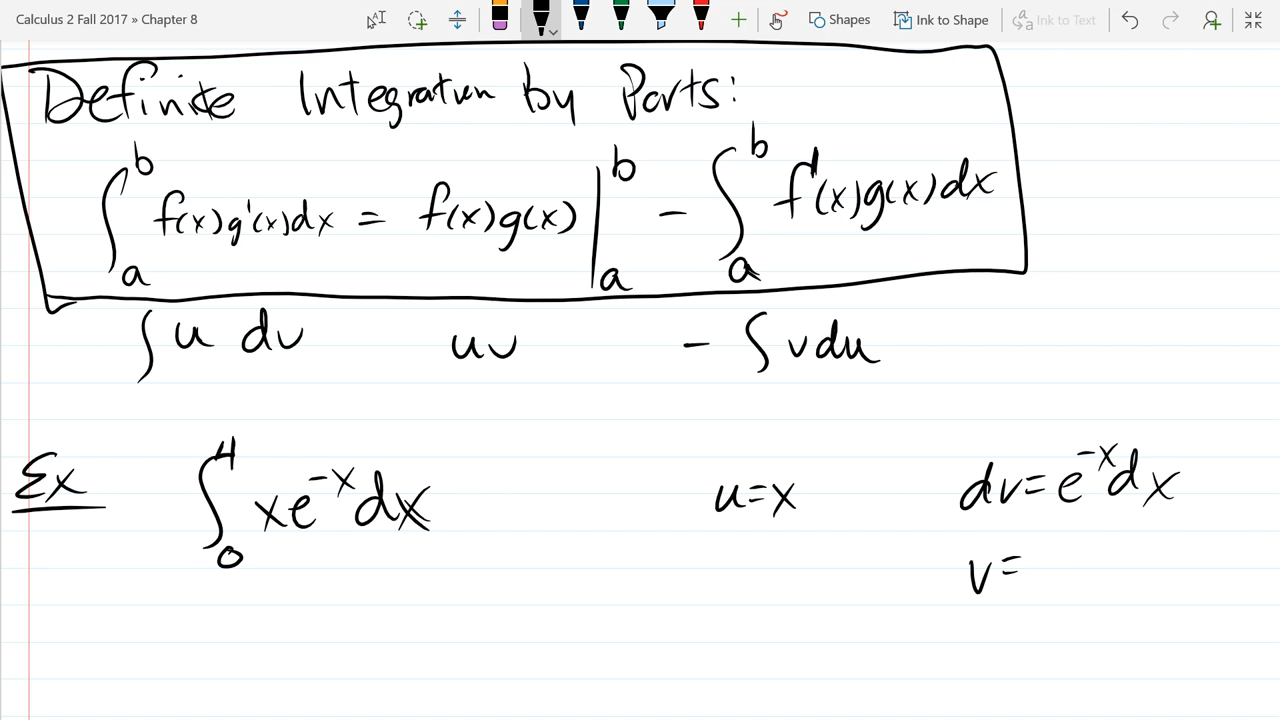 Calculus 2 Fall 2017 » Chapter 8
Shapes Ink to Shape Ink to Text
Definite Integration by Parts:
∫_a^b f(x)g'(x)dx = f(x)g(x) |_a^b - ∫_a^b f'(x)g(x)dx
∫ u dv uv - ∫ vdu
Ex ∫_0^4 xe^{-x}dx u=x dv=e^{-x}dx
v=